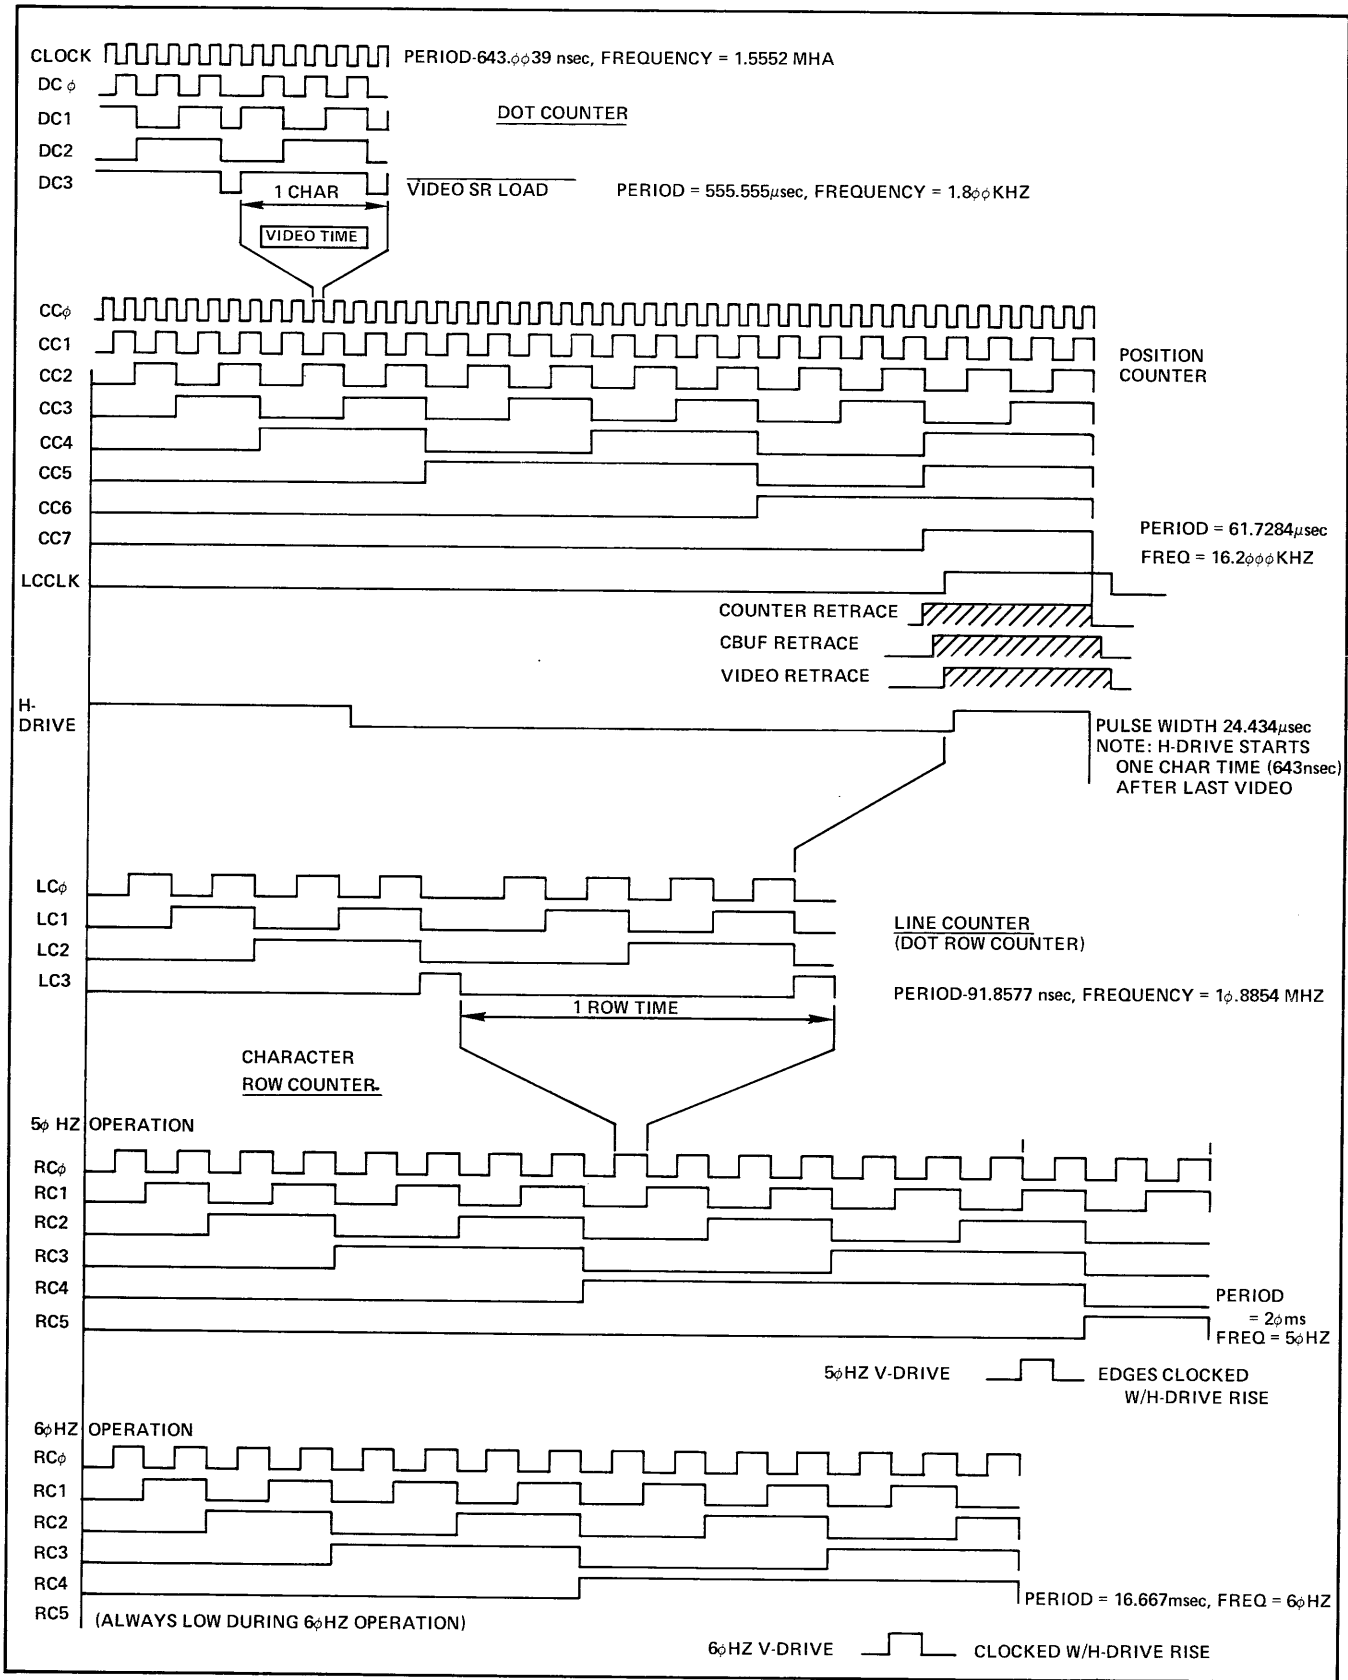 CLOCK PERIOD-643.ϕϕ39 nsec, FREQUENCY = 1.5552 MHA
DC ϕ
DC1 DOT COUNTER
DC2
DC3 VIDEO SR LOAD PERIOD = 555.555μsec, FREQUENCY = 1.8ϕϕKHZ
1 CHAR
VIDEO TIME
CCϕ
CC1 POSITION
COUNTER
CC2
CC3
CC4
CC5
CC6
CC7 PERIOD = 61.7284μsec
FREQ = 16.2ϕϕϕKHZ
LCCLK
COUNTER RETRACE
CBUF RETRACE
VIDEO RETRACE
H-
DRIVE
PULSE WIDTH 24.434μsec
NOTE: H-DRIVE STARTS
ONE CHAR TIME (643nsec)
AFTER LAST VIDEO
LCϕ
LC1 LINE COUNTER
(DOT ROW COUNTER)
LC2
LC3 PERIOD-91.8577 nsec, FREQUENCY = 1ϕ.8854 MHZ
1 ROW TIME
CHARACTER
ROW COUNTER
5ϕ HZ OPERATION
RCϕ
RC1
RC2
RC3
RC4
RC5
PERIOD
= 2ϕms
FREQ = 5ϕHZ
5ϕHZ V-DRIVE EDGES CLOCKED
W/H-DRIVE RISE
6ϕHZ OPERATION
RCϕ
RC1
RC2
RC3
RC4 PERIOD = 16.667msec, FREQ = 6ϕHZ
RC5 (ALWAYS LOW DURING 6ϕHZ OPERATION)
6ϕHZ V-DRIVE CLOCKED W/H-DRIVE RISE